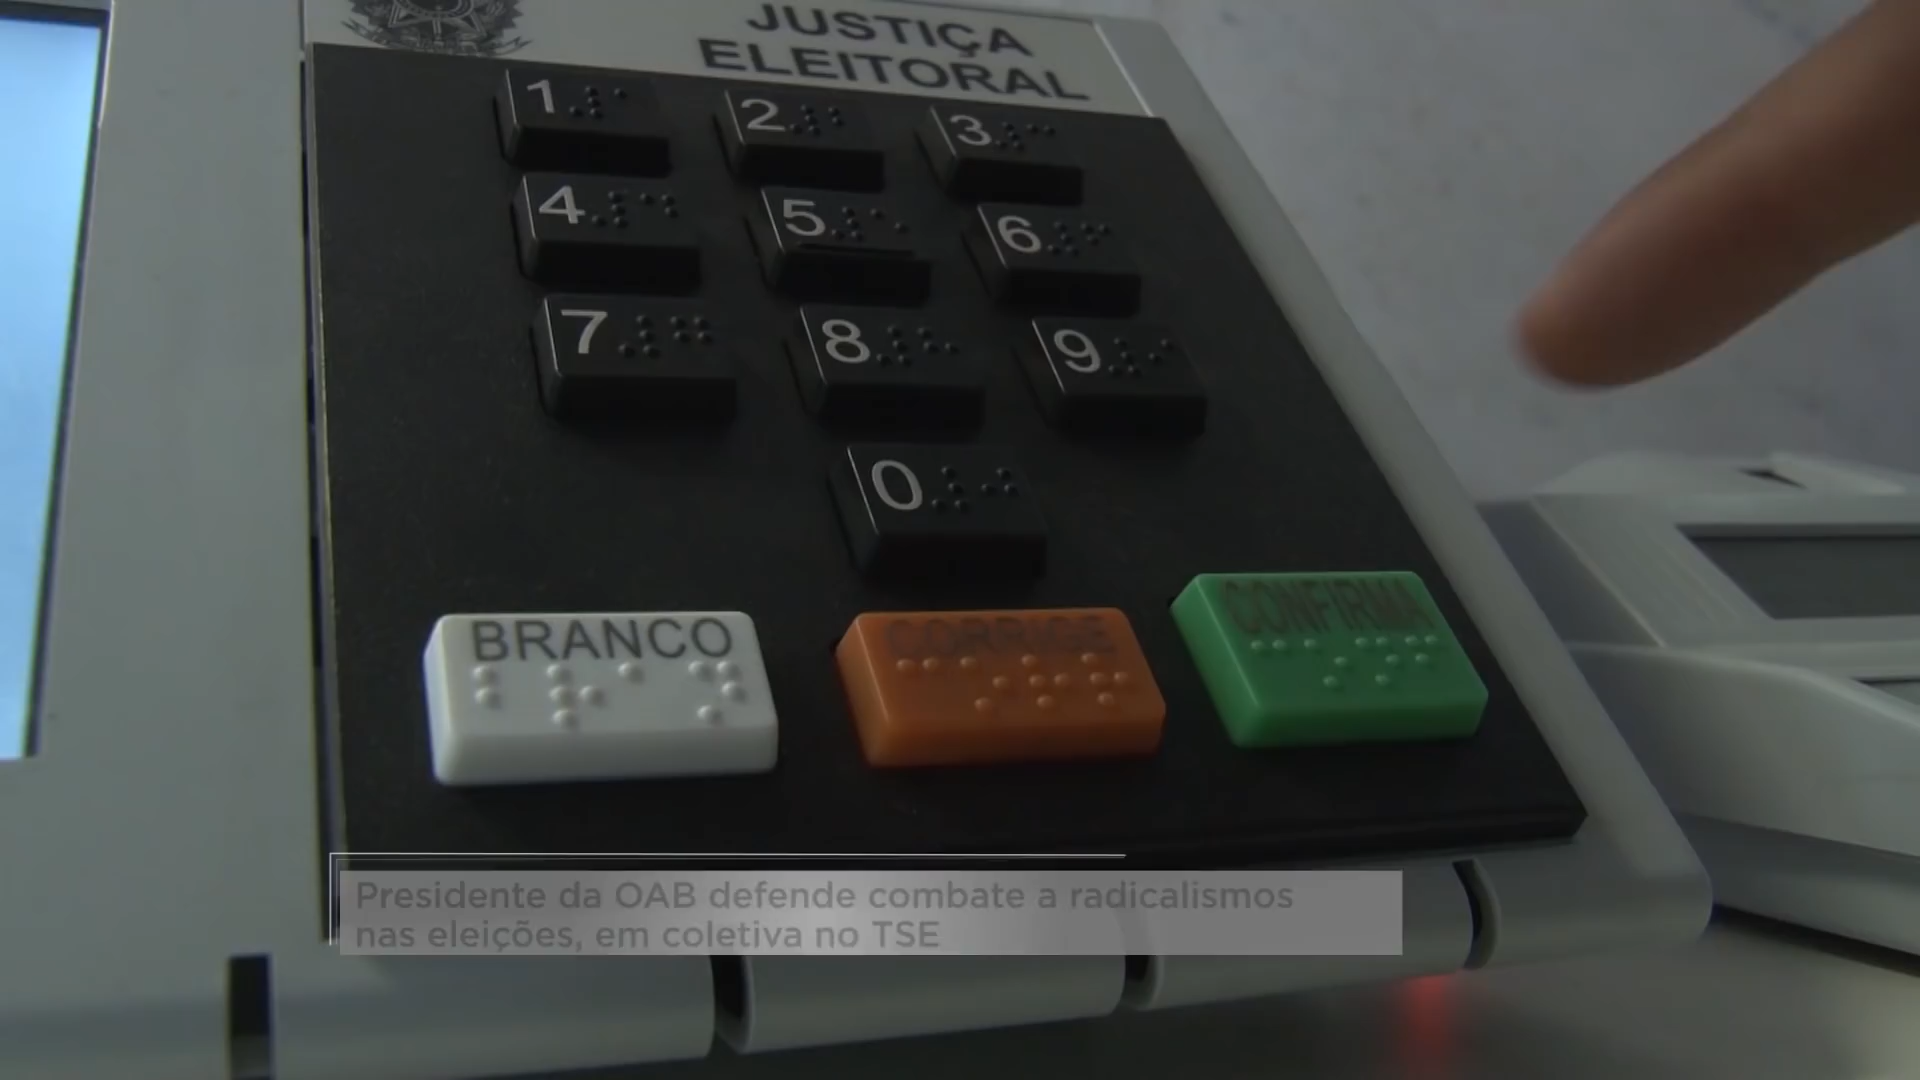 JUSTIÇA
ELEITORAL
1 2 3
4 5 6
7 8 9
0
BRANCO CORRIGE CONFIRMA
Presidente da OAB defende combate a radicalismos
nas eleições, em coletiva no TSE